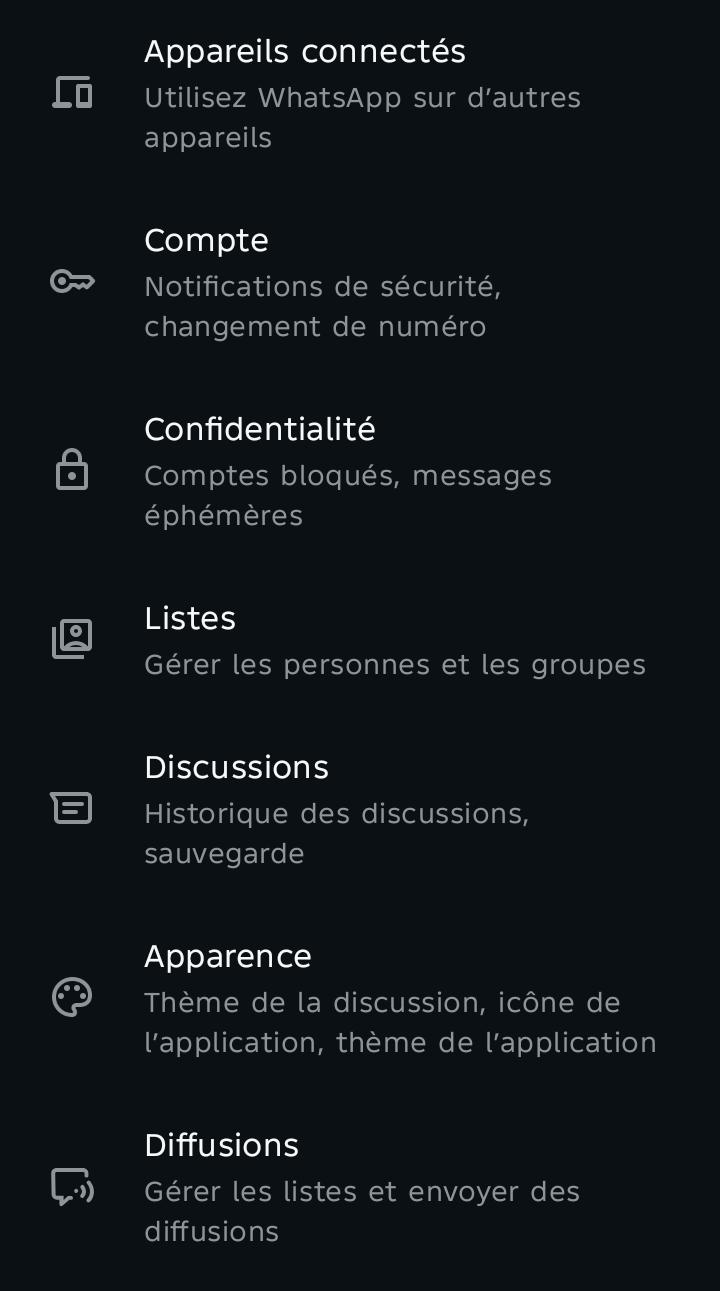 Appareils connectés
Utilisez WhatsApp sur d’autres
appareils
Compte
Notifications de sécurité,
changement de numéro
Confidentialité
Comptes bloqués, messages
éphémères
Listes
Gérer les personnes et les groupes
Discussions
Historique des discussions,
sauvegarde
Apparence
Thème de la discussion, icône de
l’application, thème de l’application
Diffusions
Gérer les listes et envoyer des
diffusions